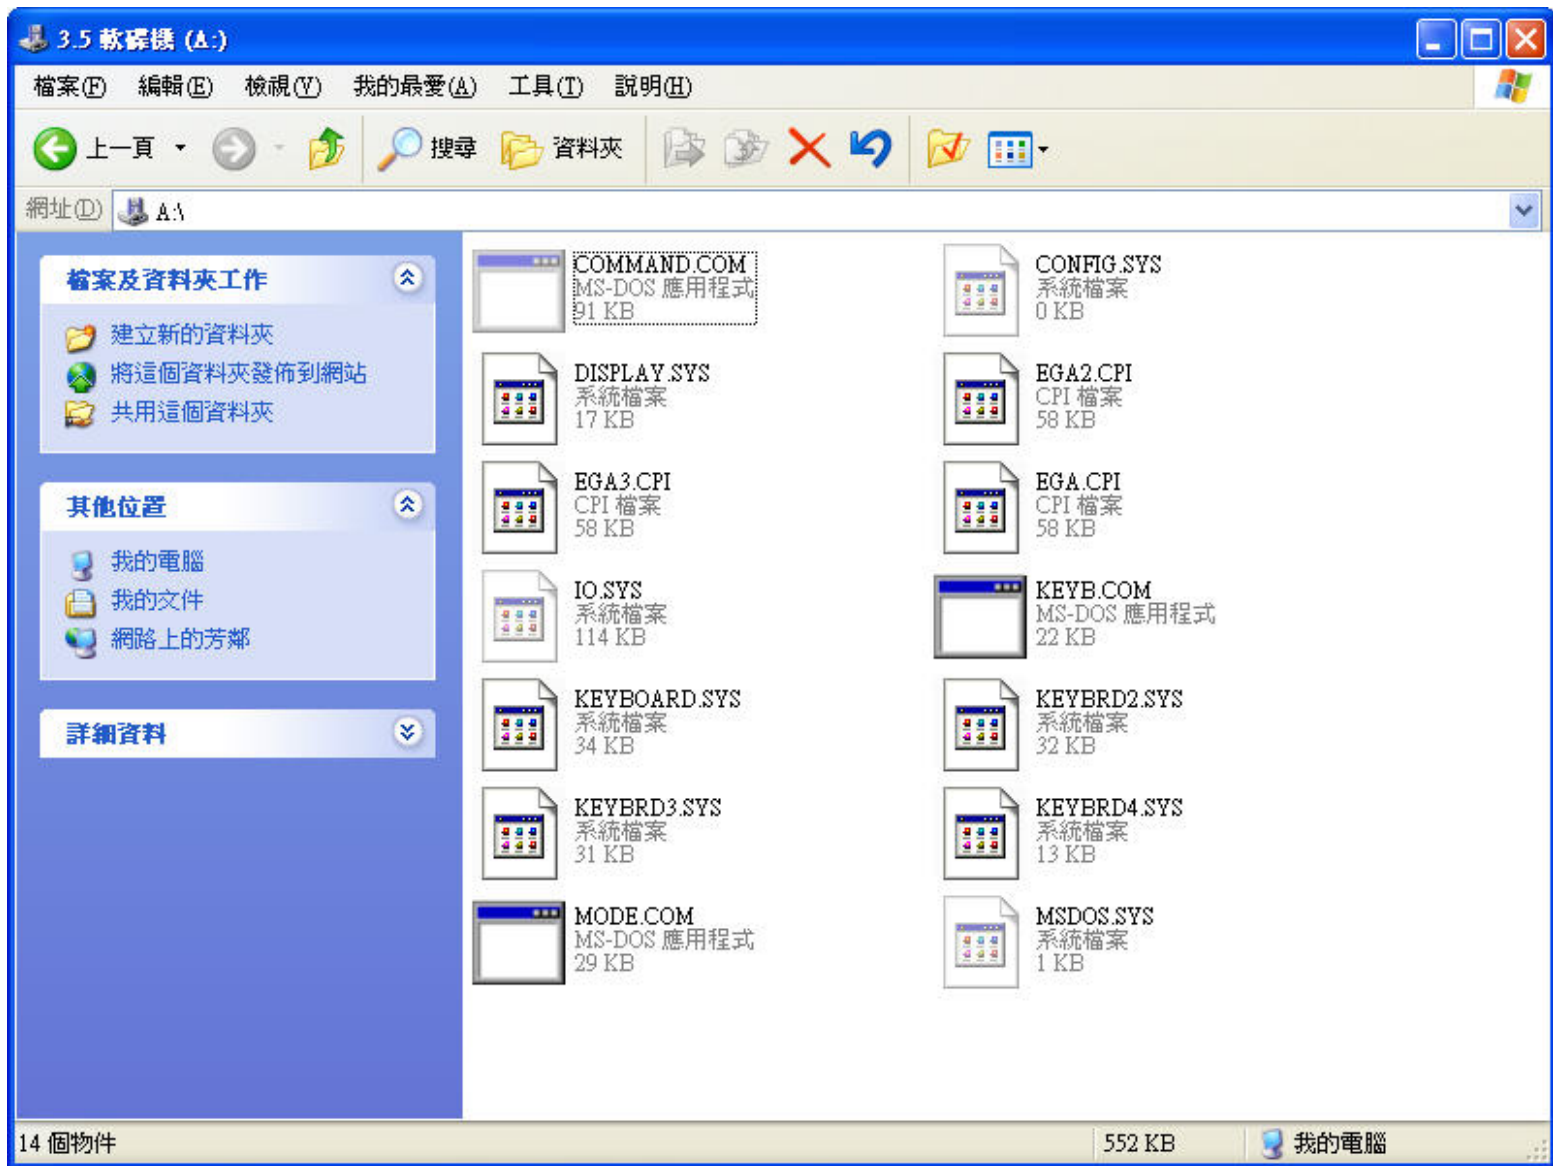 3.5 軟碟機 (A:)
檔案(F) 編輯(E) 檢視(V) 我的最愛(A) 工具(T) 說明(H)
上一頁 搜尋 資料夾
網址(D) A:\
檔案及資料夾工作
建立新的資料夾
將這個資料夾發佈到網站
共用這個資料夾
其他位置
我的電腦
我的文件
網路上的芳鄰
詳細資料
COMMAND.COM
MS-DOS 應用程式
91 KB
CONFIG.SYS
系統檔案
0 KB
DISPLAY.SYS
系統檔案
17 KB
EGA2.CPI
CPI 檔案
58 KB
EGA3.CPI
CPI 檔案
58 KB
EGA.CPI
CPI 檔案
58 KB
IO.SYS
系統檔案
114 KB
KEYB.COM
MS-DOS 應用程式
22 KB
KEYBOARD.SYS
系統檔案
34 KB
KEYBRD2.SYS
系統檔案
32 KB
KEYBRD3.SYS
系統檔案
31 KB
KEYBRD4.SYS
系統檔案
13 KB
MODE.COM
MS-DOS 應用程式
29 KB
MSDOS.SYS
系統檔案
1 KB
14 個物件 552 KB 我的電腦